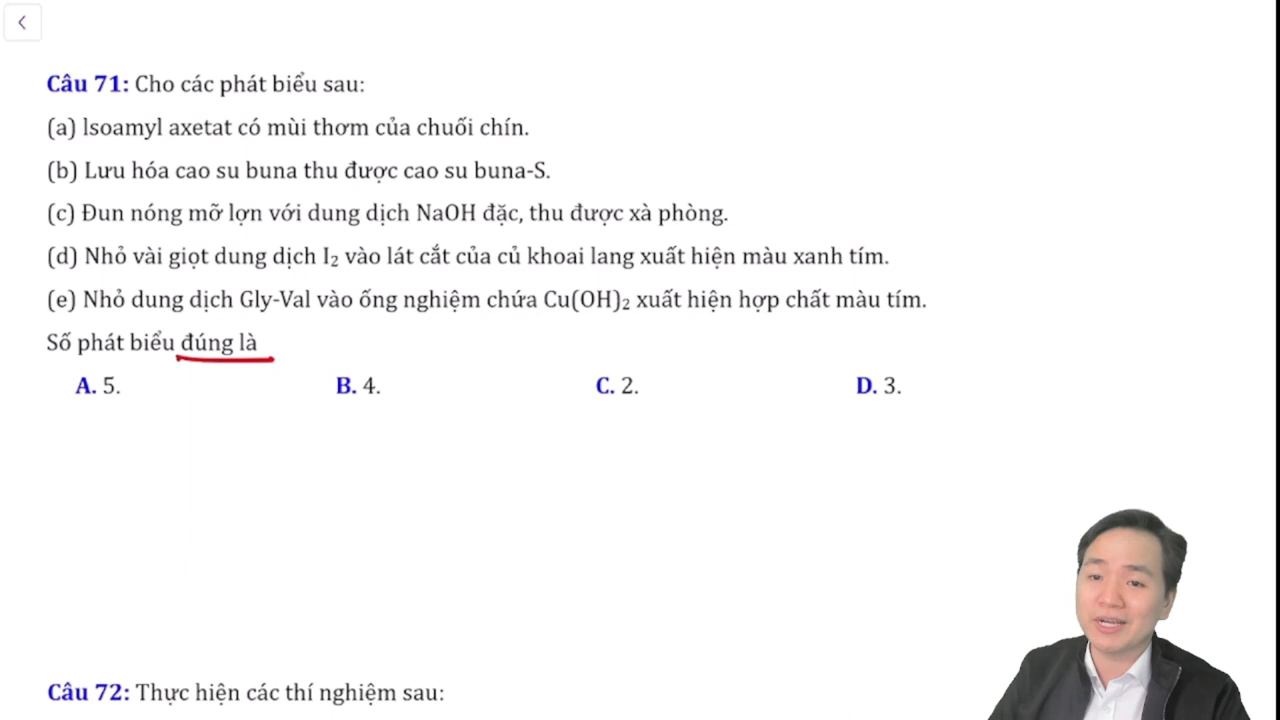 Câu 71: Cho các phát biểu sau:
(a) lsoamyl axetat có mùi thơm của chuối chín.
(b) Lưu hóa cao su buna thu được cao su buna-S.
(c) Đun nóng mỡ lợn với dung dịch NaOH đặc, thu được xà phòng.
(d) Nhỏ vài giọt dung dịch I₂ vào lát cắt của củ khoai lang xuất hiện màu xanh tím.
(e) Nhỏ dung dịch Gly-Val vào ống nghiệm chứa Cu(OH)₂ xuất hiện hợp chất màu tím.
Số phát biểu đúng là
A. 5. B. 4. C. 2. D. 3.
Câu 72: Thực hiện các thí nghiệm sau: